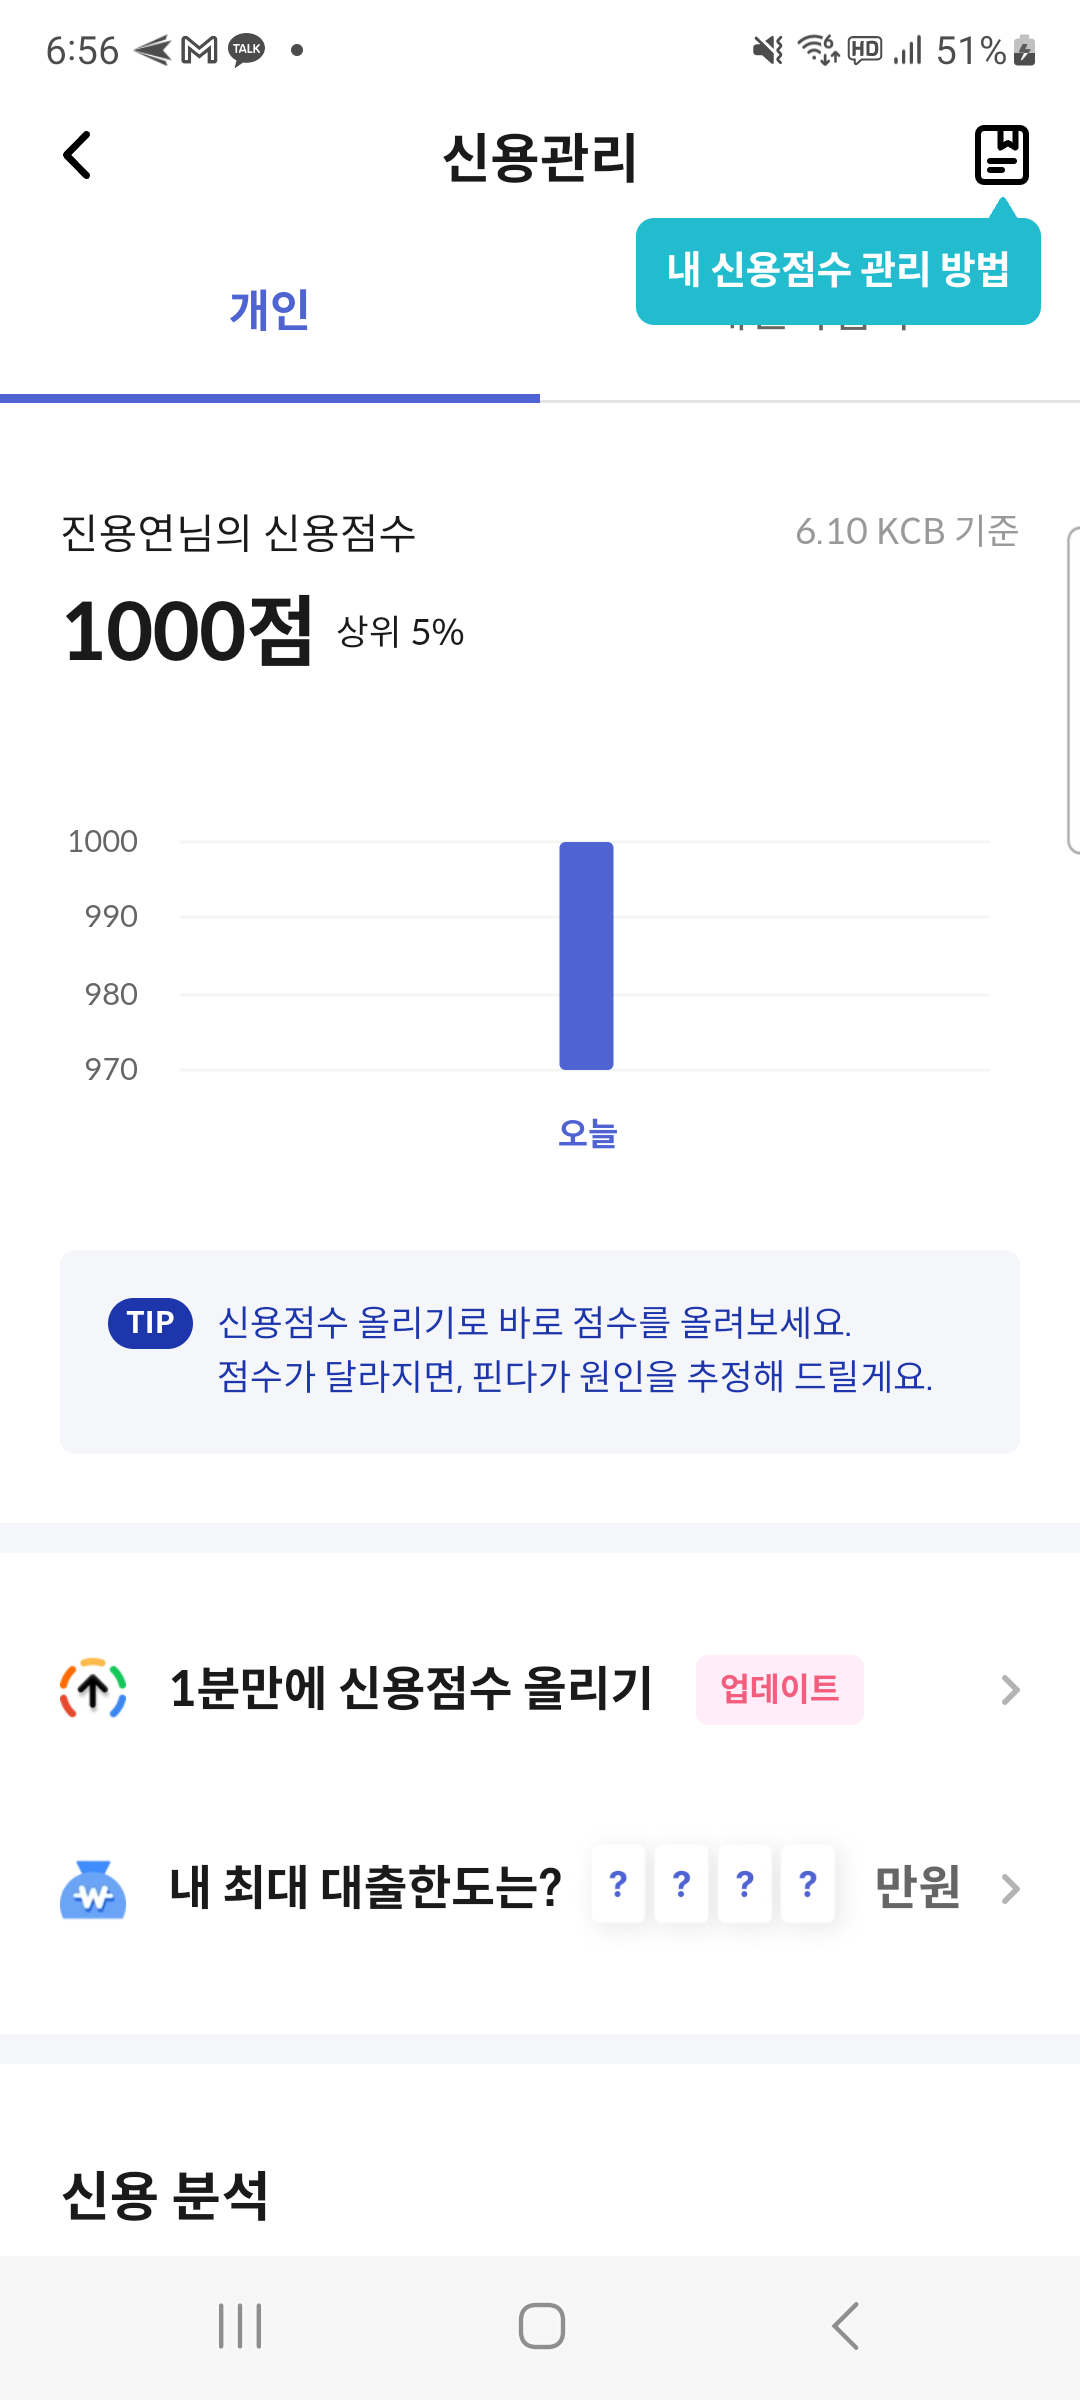 6:56
TALK
6
HD
51%
신용관리
내 신용점수 관리 방법
개인
진용연님의 신용점수
6.10 KCB 기준
1000점 상위 5%
1000
990
980
970
오늘
TIP
신용점수 올리기로 바로 점수를 올려보세요.
점수가 달라지면, 핀다가 원인을 추정해 드릴게요.
1분만에 신용점수 올리기 업데이트
내 최대 대출한도는? ? ? ? ? 만원
신용 분석